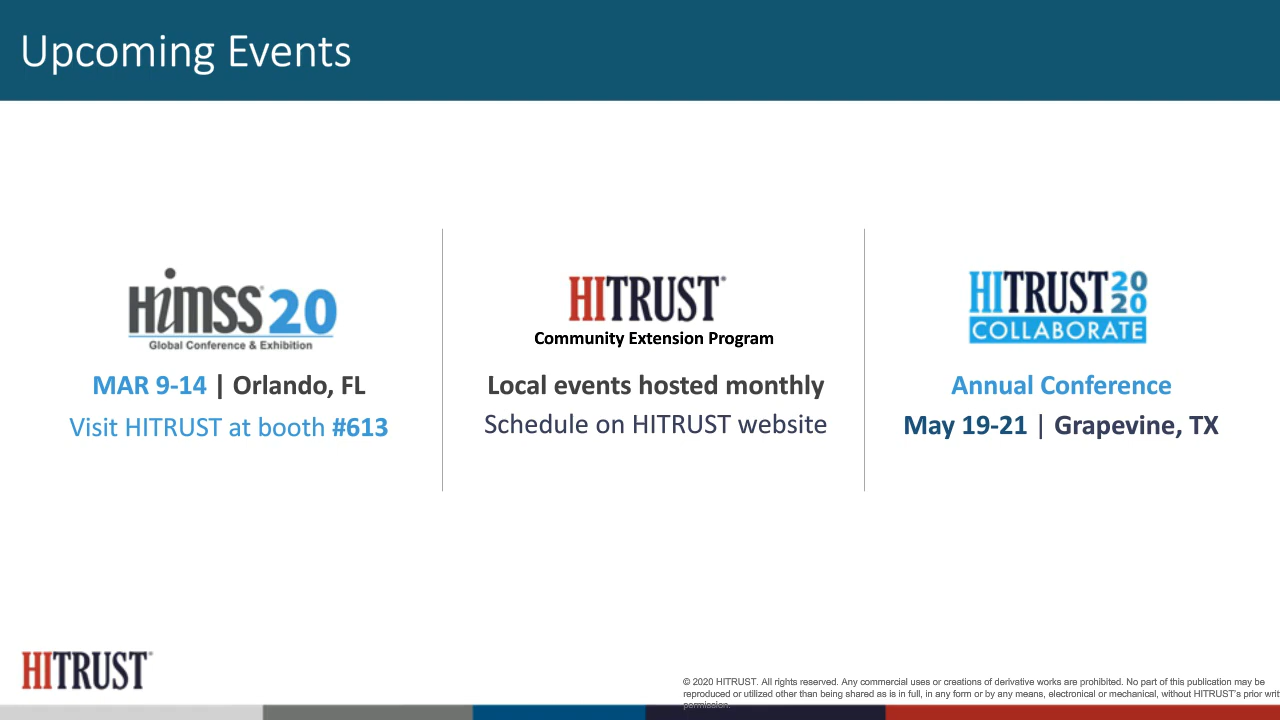 Upcoming Events
HIMSS 20
Global Conference & Exhibition
MAR 9-14 | Orlando, FL
Visit HITRUST at booth #613
HITRUST
Community Extension Program
Local events hosted monthly
Schedule on HITRUST website
HITRUST 2020
COLLABORATE
Annual Conference
May 19-21 | Grapevine, TX
HITRUST
© 2020 HITRUST. All rights reserved. Any commercial uses or creations of derivative works are prohibited. No part of this publication may be
reproduced or utilized other than being shared as is in full, in any form or by any means, electronical or mechanical, without HITRUST's prior writ
permission.